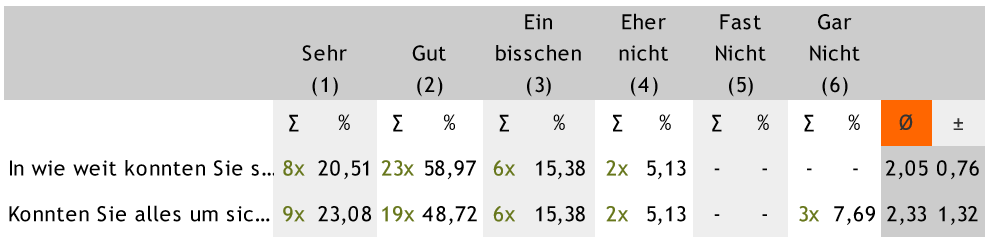 Ein Eher Fast Gar
Sehr Gut bisschen nicht Nicht Nicht
(1) (2) (3) (4) (5) (6)
Σ % Σ % Σ % Σ % Σ % Σ % Ø ±
In wie weit konnten Sie s... 8x 20,51 23x 58,97 6x 15,38 2x 5,13 - - - - 2,05 0,76
Konnten Sie alles um sic... 9x 23,08 19x 48,72 6x 15,38 2x 5,13 - - 3x 7,69 2,33 1,32